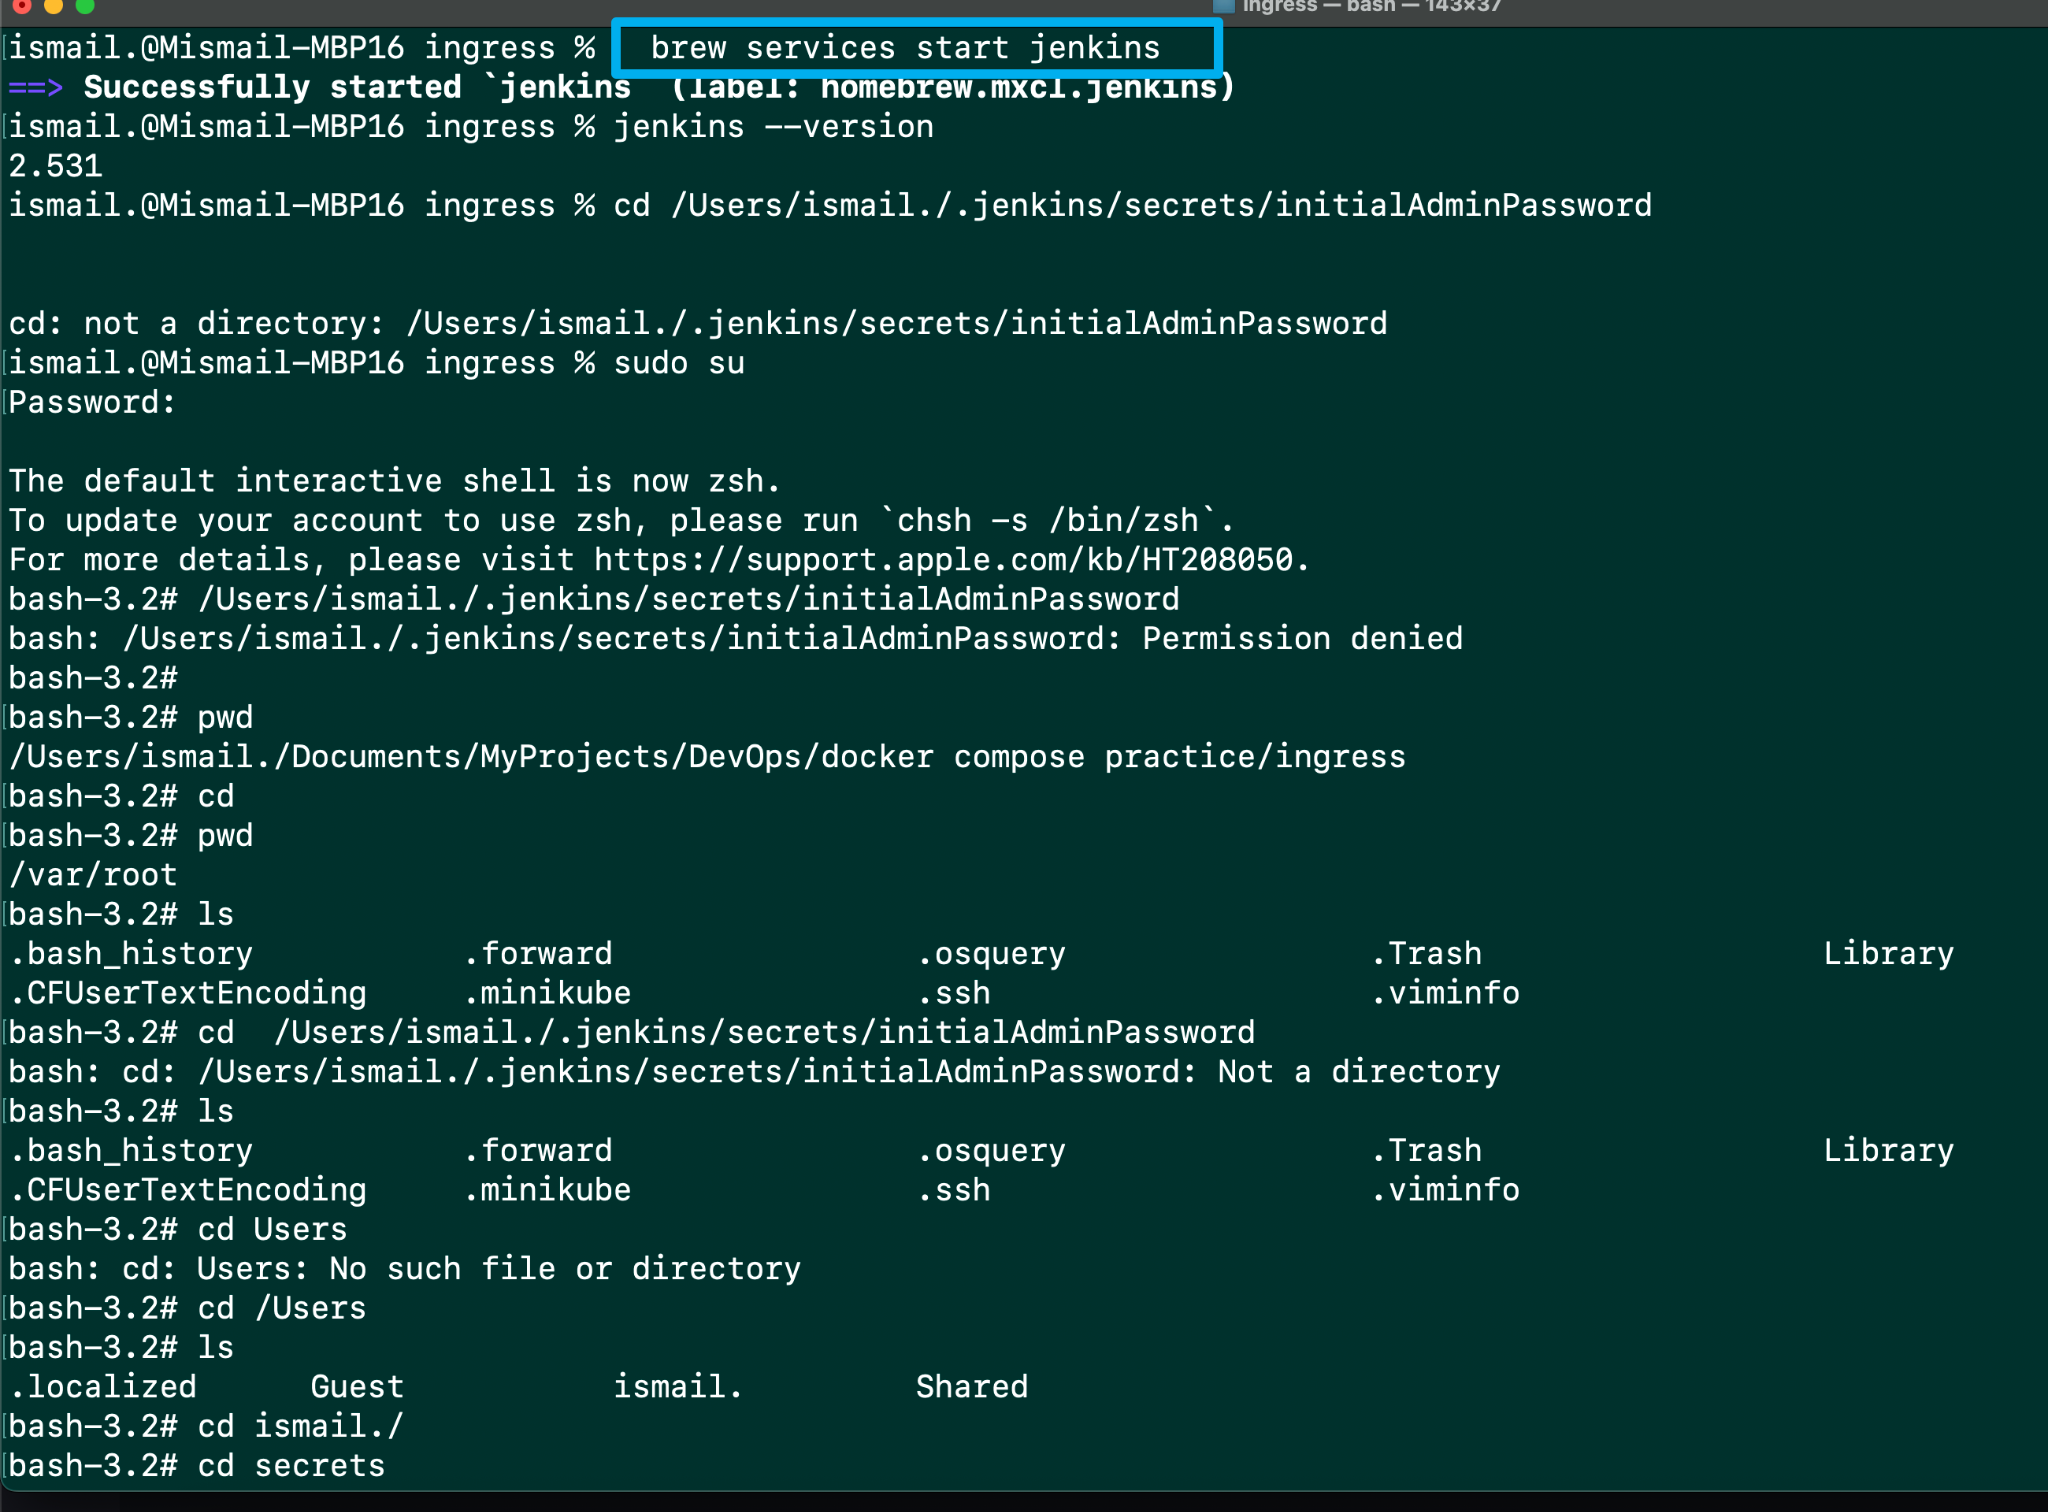 ingress — bash — 143×37
ismail.@Mismail-MBP16 ingress % brew services start jenkins
==> Successfully started `jenkins` (label: homebrew.mxcl.jenkins)
ismail.@Mismail-MBP16 ingress % jenkins --version
2.531
ismail.@Mismail-MBP16 ingress % cd /Users/ismail./.jenkins/secrets/initialAdminPassword
cd: not a directory: /Users/ismail./.jenkins/secrets/initialAdminPassword
ismail.@Mismail-MBP16 ingress % sudo su
Password:
The default interactive shell is now zsh.
To update your account to use zsh, please run `chsh -s /bin/zsh`.
For more details, please visit https://support.apple.com/kb/HT208050.
bash-3.2# /Users/ismail./.jenkins/secrets/initialAdminPassword
bash: /Users/ismail./.jenkins/secrets/initialAdminPassword: Permission denied
bash-3.2#
bash-3.2# pwd
/Users/ismail./Documents/MyProjects/DevOps/docker compose practice/ingress
bash-3.2# cd
bash-3.2# pwd
/var/root
bash-3.2# ls
.bash_history .forward .osquery .Trash Library
.CFUserTextEncoding .minikube .ssh .viminfo
bash-3.2# cd  /Users/ismail./.jenkins/secrets/initialAdminPassword
bash: cd: /Users/ismail./.jenkins/secrets/initialAdminPassword: Not a directory
bash-3.2# ls
.bash_history .forward .osquery .Trash Library
.CFUserTextEncoding .minikube .ssh .viminfo
bash-3.2# cd Users
bash: cd: Users: No such file or directory
bash-3.2# cd /Users
bash-3.2# ls
.localized Guest ismail. Shared
bash-3.2# cd ismail./
bash-3.2# cd secrets